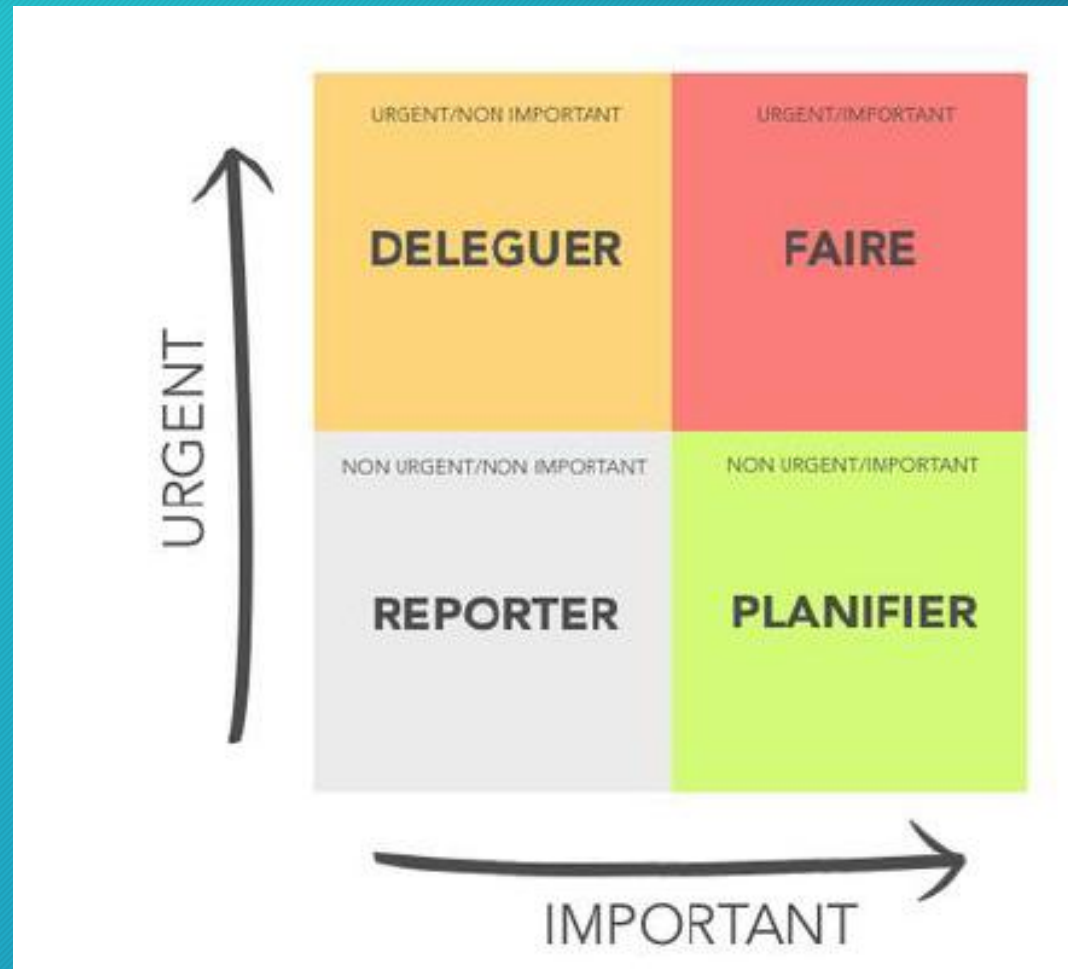 URGENT/NON IMPORTANT
URGENT/IMPORTANT
DELEGUER
FAIRE
URGENT
NON URGENT/NON IMPORTANT
NON URGENT/IMPORTANT
REPORTER
PLANIFIER
IMPORTANT